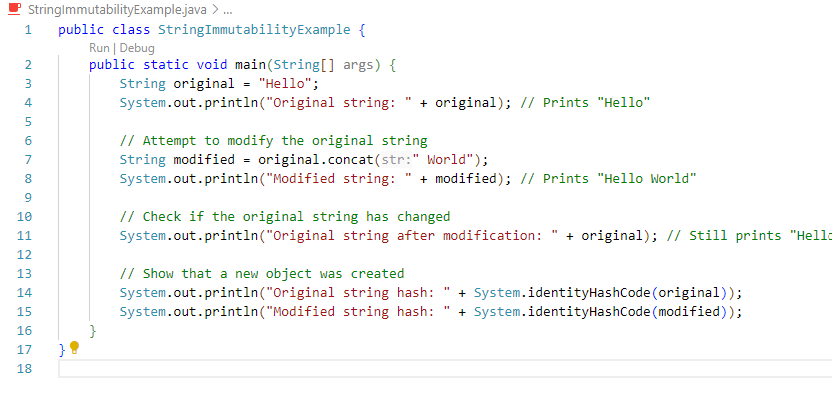 StringImmutabilityExample.java > ...
1 public class StringImmutabilityExample {
Run | Debug
2 public static void main(String[] args) {
3 String original = "Hello";
4 System.out.println("Original string: " + original); // Prints "Hello"
5
6 // Attempt to modify the original string
7 String modified = original.concat(str:" World");
8 System.out.println("Modified string: " + modified); // Prints "Hello World"
9
10 // Check if the original string has changed
11 System.out.println("Original string after modification: " + original); // Still prints "Hello
12
13 // Show that a new object was created
14 System.out.println("Original string hash: " + System.identityHashCode(original));
15 System.out.println("Modified string hash: " + System.identityHashCode(modified));
16 }
17 }
18